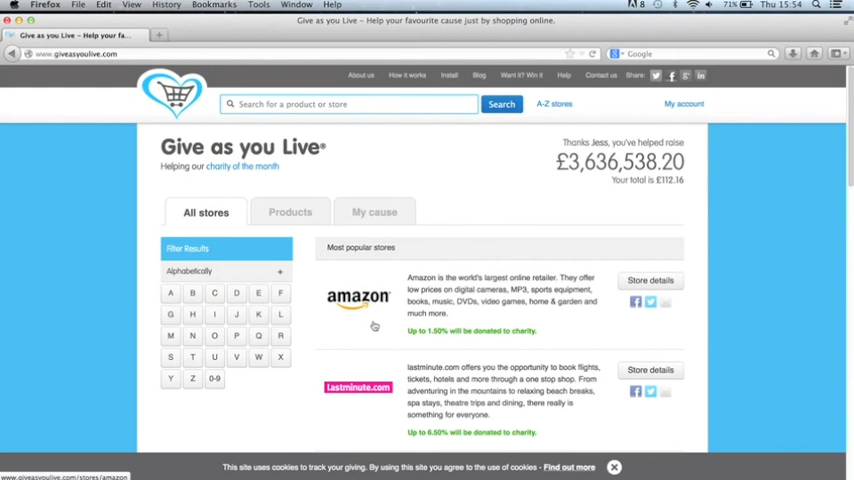 Firefox File Edit View History Bookmarks Tools Window Help
8 71% Thu 15:54
Give as you Live - Help your favourite cause just by shopping online.
Give as you Live - Help your fa...
www.giveasyoulive.com
Google
About us How it works Install Blog Want it? Win it Help Contact us Share:
Search for a product or store
Search
A-Z stores
My account
Give as you Live®
Helping our charity of the month
Thanks Jess, you've helped raise
£3,636,538.20
Your total is £112.16
All stores
Products
My cause
Filter Results
Alphabetically +
A B C D E F
G H I J K L
M N O P Q R
S T U V W X
Y Z 0-9
Most popular stores
amazon
Amazon is the world's largest online retailer. They offer
low prices on digital cameras, MP3, sports equipment,
books, music, DVDs, video games, home & garden and
much more.
Up to 1.50% will be donated to charity.
Store details
lastminute.com
lastminute.com offers you the opportunity to book flights,
tickets, hotels and more through a one stop shop. From
adventuring in the mountains to relaxing beach breaks,
spa stays, theatre trips and dining, there really is
something for everyone.
Up to 6.50% will be donated to charity.
Store details
This site uses cookies to track your giving. By using this site you agree to the use of cookies - Find out more
www.giveasyoulive.com/stores/amazon